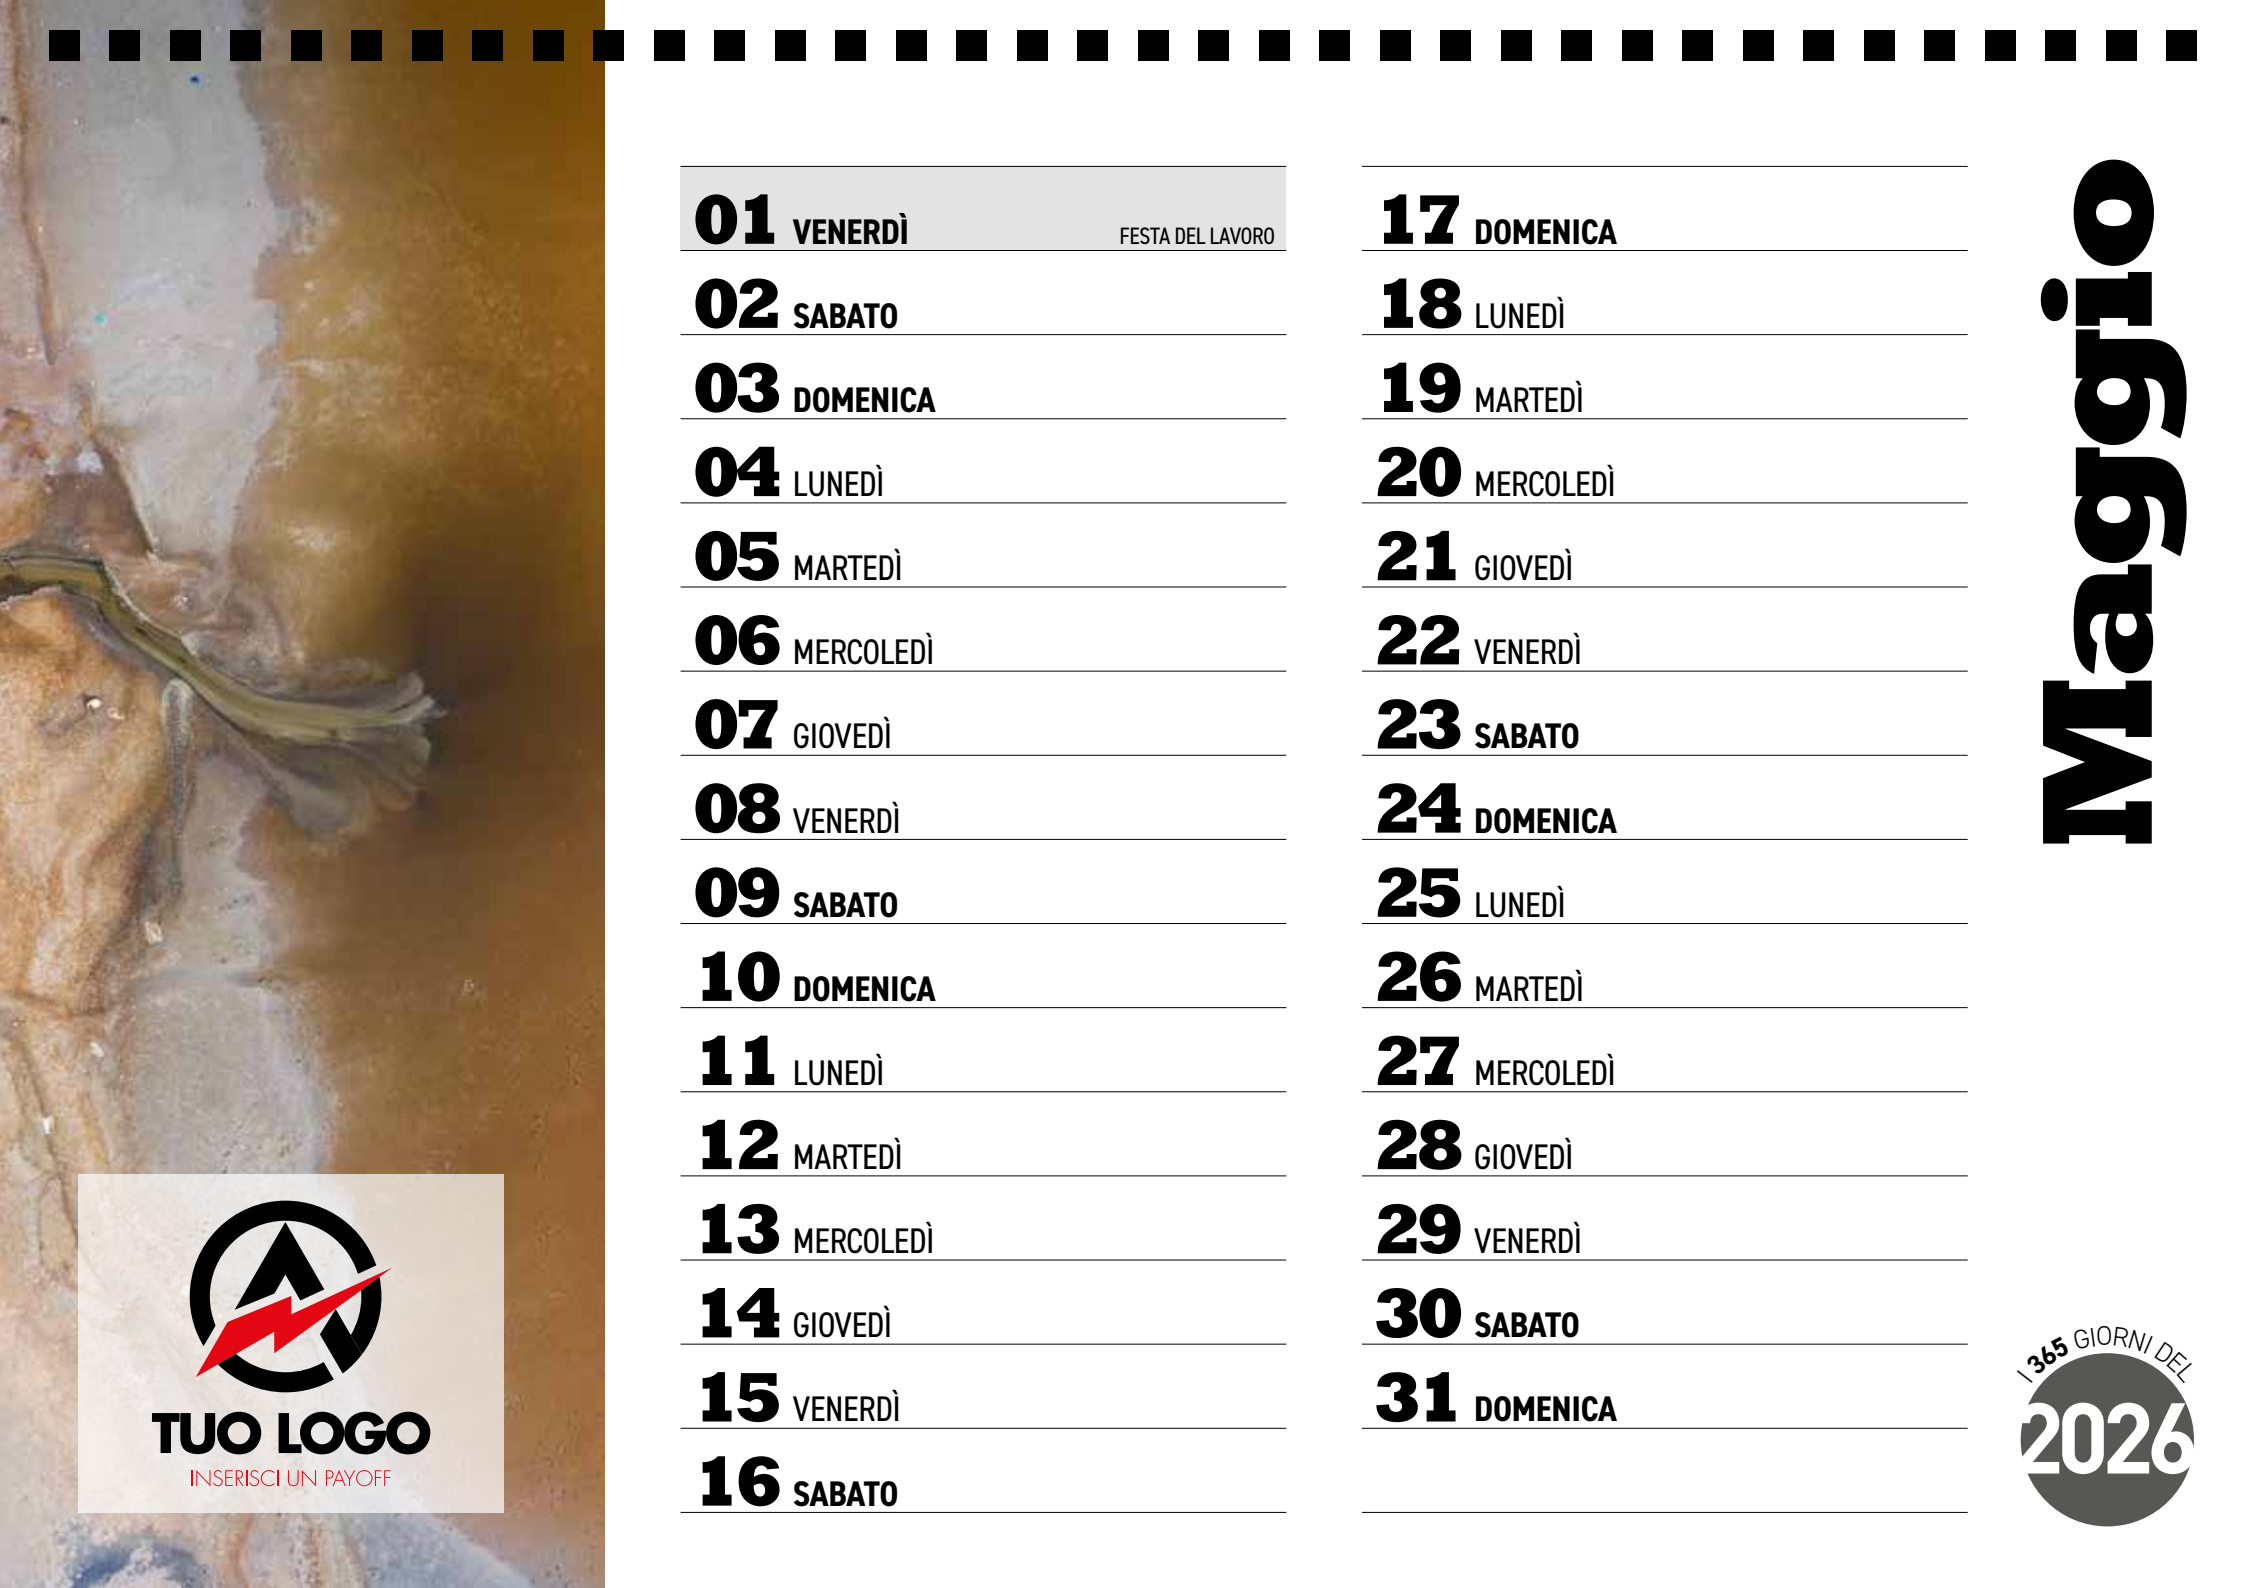 01 VENERDÌ FESTA DEL LAVORO
02 SABATO
03 DOMENICA
04 LUNEDÌ
05 MARTEDÌ
06 MERCOLEDÌ
07 GIOVEDÌ
08 VENERDÌ
09 SABATO
10 DOMENICA
11 LUNEDÌ
12 MARTEDÌ
13 MERCOLEDÌ
14 GIOVEDÌ
15 VENERDÌ
16 SABATO
17 DOMENICA
18 LUNEDÌ
19 MARTEDÌ
20 MERCOLEDÌ
21 GIOVEDÌ
22 VENERDÌ
23 SABATO
24 DOMENICA
25 LUNEDÌ
26 MARTEDÌ
27 MERCOLEDÌ
28 GIOVEDÌ
29 VENERDÌ
30 SABATO
31 DOMENICA
Maggio
I 365 GIORNI DEL
2026
TUO LOGO
INSERISCI UN PAYOFF